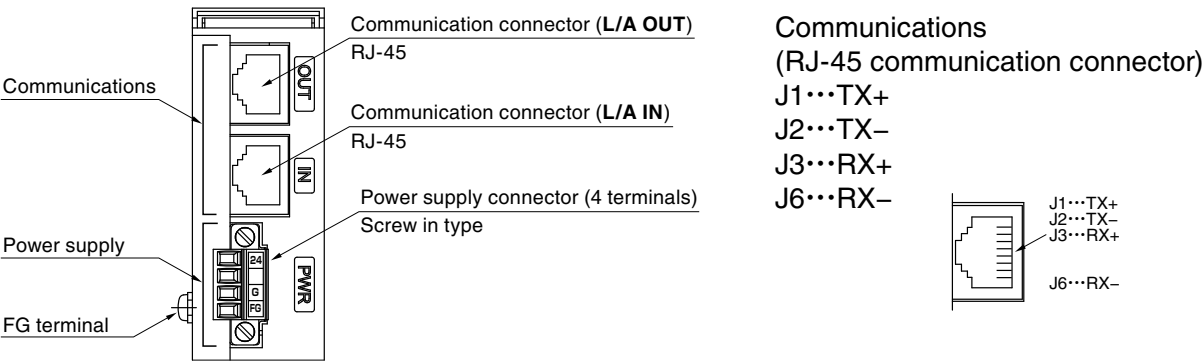 Communication connector (L/A OUT)
RJ-45
Communications
Communication connector (L/A IN)
RJ-45
Power supply connector (4 terminals)
Screw in type
Power supply
FG terminal
OUT
IN
PWR
24
G
FG
Communications
(RJ-45 communication connector)
J1···TX+
J2···TX−
J3···RX+
J6···RX−
J1···TX+
J2···TX−
J3···RX+
J6···RX−